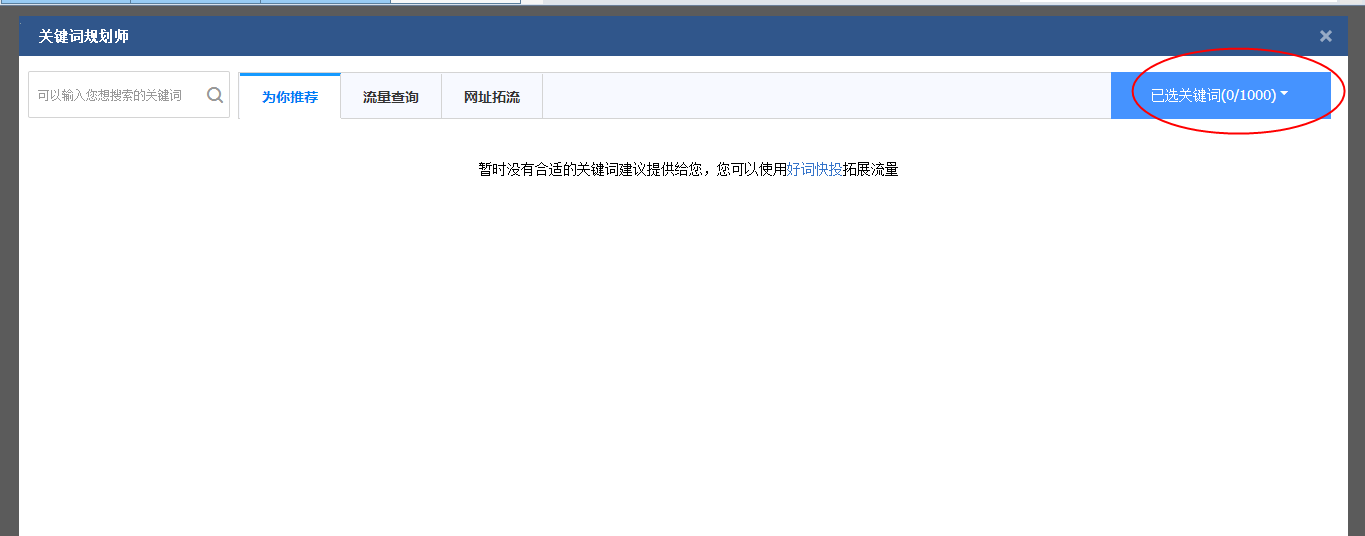 关键词规划师
可以输入您想搜索的关键词
为你推荐
流量查询
网址拓流
已选关键词(0/1000)
暂时没有合适的关键词建议提供给您，您可以使用好词快投拓展流量